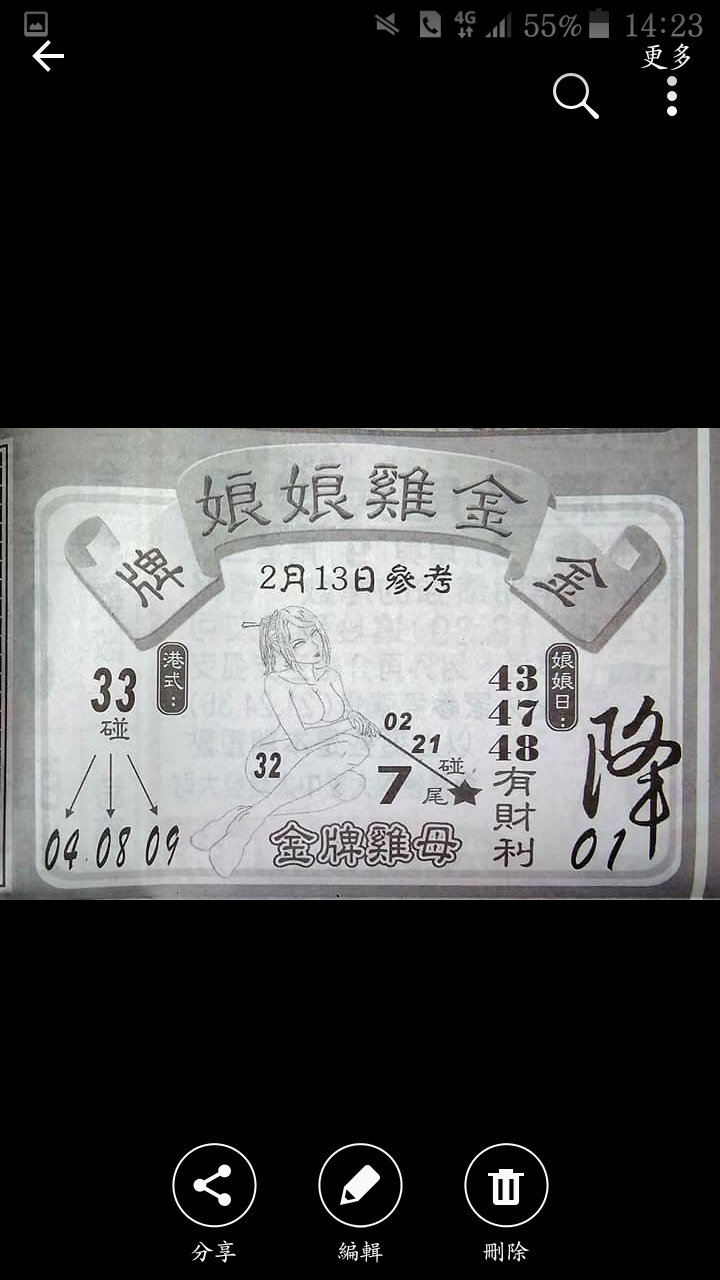 4G 55% 14:23
更多
娘娘雞金
牌
金
2月13日參考
港式：
33
碰
04 08 09
32
02
21
碰
7尾
金牌雞母
娘娘日：
43
47
48
有財利
降
01
分享
編輯
刪除